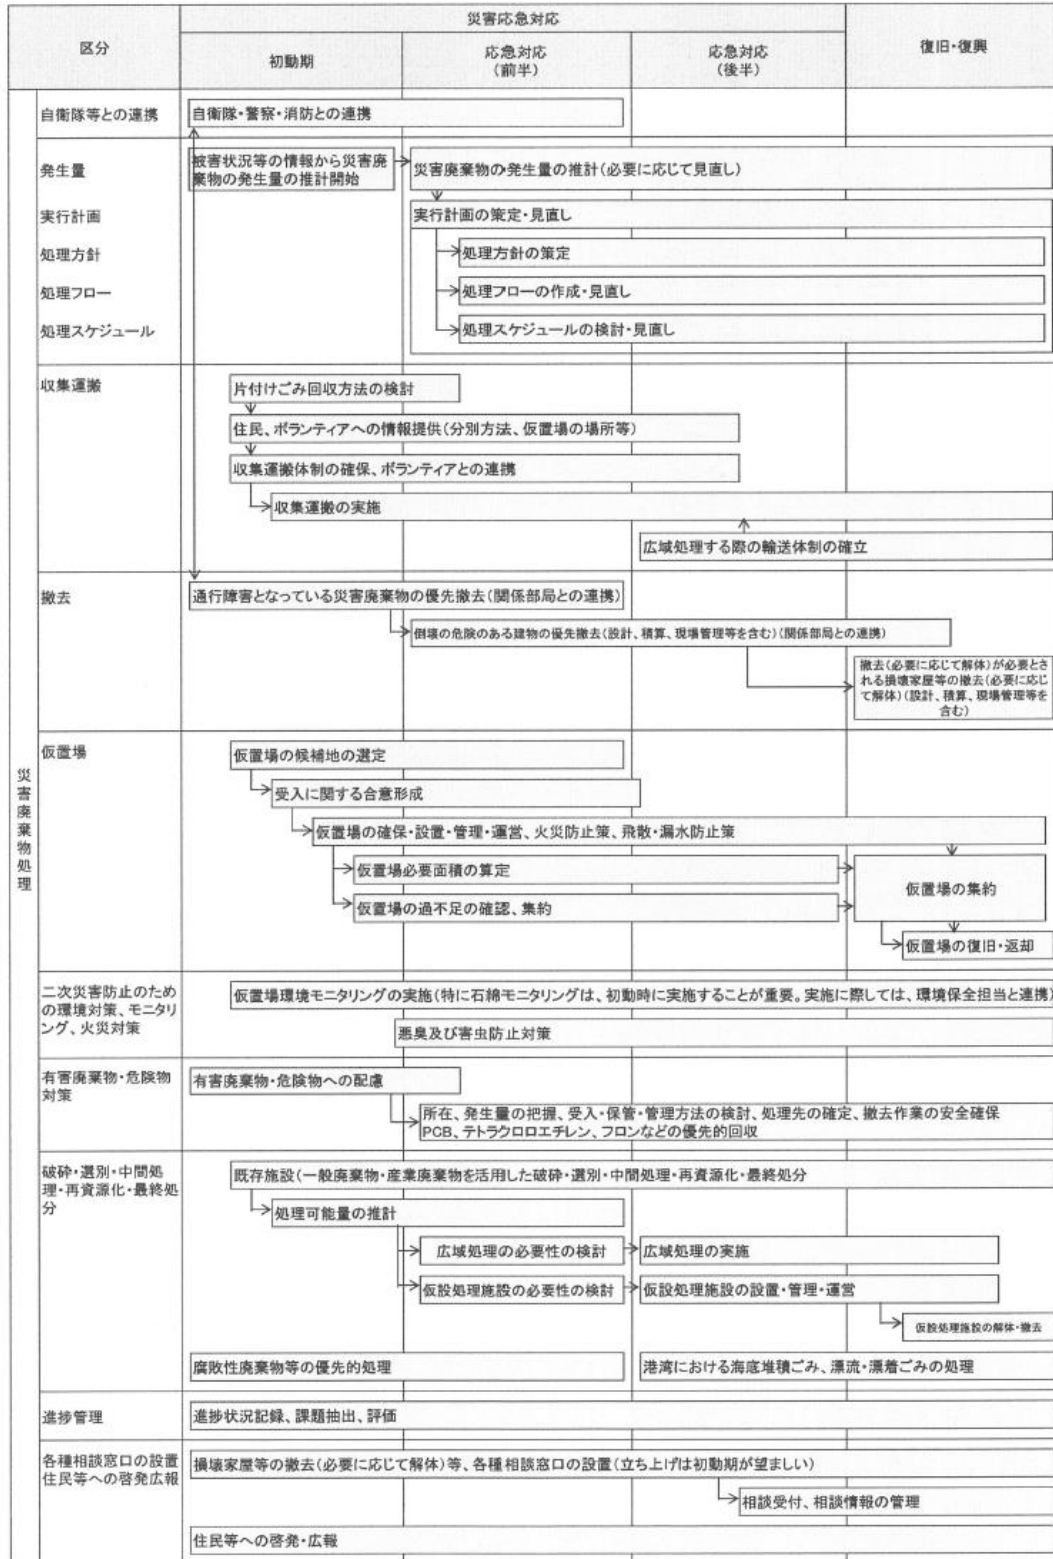 区分
災害応急対応
初動期
応急対応
(前半)
応急対応
(後半)
復旧・復興
災害廃棄物処理
自衛隊等との連携
自衛隊・警察・消防との連携
発生量
被害状況等の情報から災害廃
棄物の発生量の推計開始
災害廃棄物の発生量の推計(必要に応じて見直し)
実行計画
実行計画の策定・見直し
処理方針
処理方針の策定
処理フロー
処理フローの作成・見直し
処理スケジュール
処理スケジュールの検討・見直し
収集運搬
片付けごみ回収方法の検討
住民、ボランティアへの情報提供(分別方法、仮置場の場所等)
収集運搬体制の確保、ボランティアとの連携
収集運搬の実施
広域処理する際の輸送体制の確立
撤去
通行障害となっている災害廃棄物の優先撤去(関係部局との連携)
倒壊の危険のある建物の優先撤去(設計、積算、現場管理等を含む)(関係部局との連携)
撤去(必要に応じて解体)が必要とさ
れる損壊家屋等の撤去(必要に応じ
て解体)(設計、積算、現場管理等を
含む)
仮置場
仮置場の候補地の選定
受入に関する合意形成
仮置場の確保・設置・管理・運営、火災防止策、飛散・漏水防止策
仮置場必要面積の算定
仮置場の過不足の確認、集約
仮置場の集約
仮置場の復旧・返却
二次災害防止のため
の環境対策、モニタリ
ング、火災対策
仮置場環境モニタリングの実施(特に石綿モニタリングは、初動時に実施することが重要。実施に際しては、環境保全担当と連携)
悪臭及び害虫防止対策
有害廃棄物・危険物
対策
有害廃棄物・危険物への配慮
所在、発生量の把握、受入・保管・管理方法の検討、処理先の確定、撤去作業の安全確保
PCB、テトラクロロエチレン、フロンなどの優先的回収
破砕・選別・中間処
理・再資源化・最終処
分
既存施設(一般廃棄物・産業廃棄物を活用した破砕・選別・中間処理・再資源化・最終処分
処理可能量の推計
広域処理の必要性の検討
広域処理の実施
仮設処理施設の必要性の検討
仮設処理施設の設置・管理・運営
仮設処理施設の解体・撤去
腐敗性廃棄物等の優先的処理
港湾における海底堆積ごみ、漂流・漂着ごみの処理
進捗管理
進捗状況記録、課題抽出、評価
各種相談窓口の設置
住民等への啓発広報
損壊家屋等の撤去(必要に応じて解体)等、各種相談窓口の設置(立ち上げは初動期が望ましい)
相談受付、相談情報の管理
住民等への啓発・広報